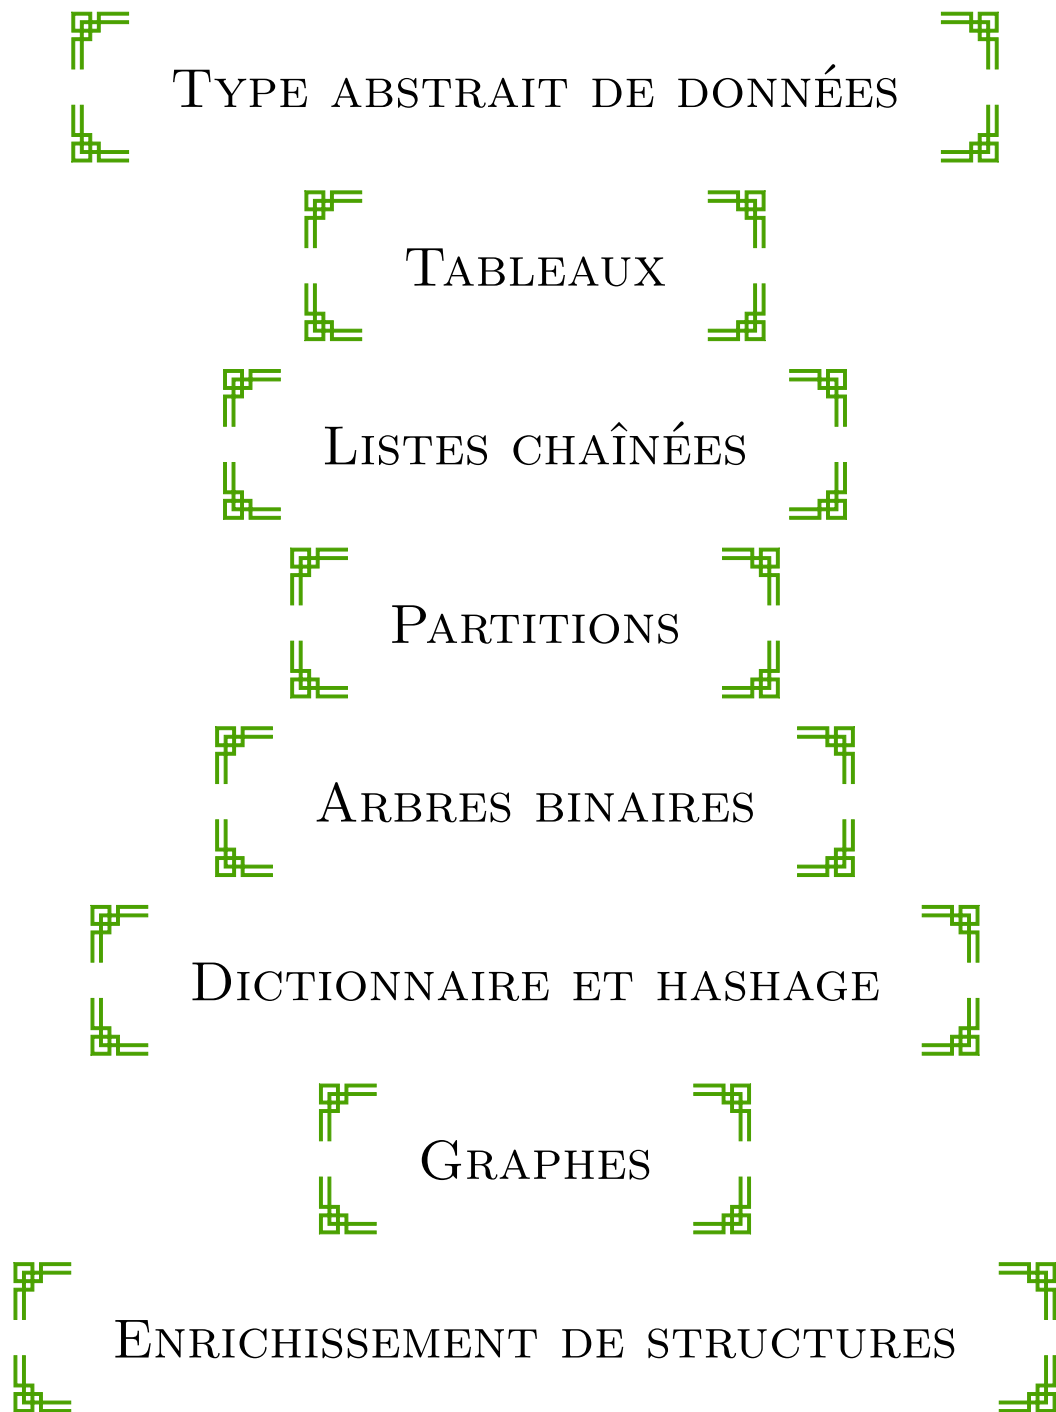 Type abstrait de données
Tableaux
Listes chaînées
Partitions
Arbres binaires
Dictionnaire et hashage
Graphes
Enrichissement de structures